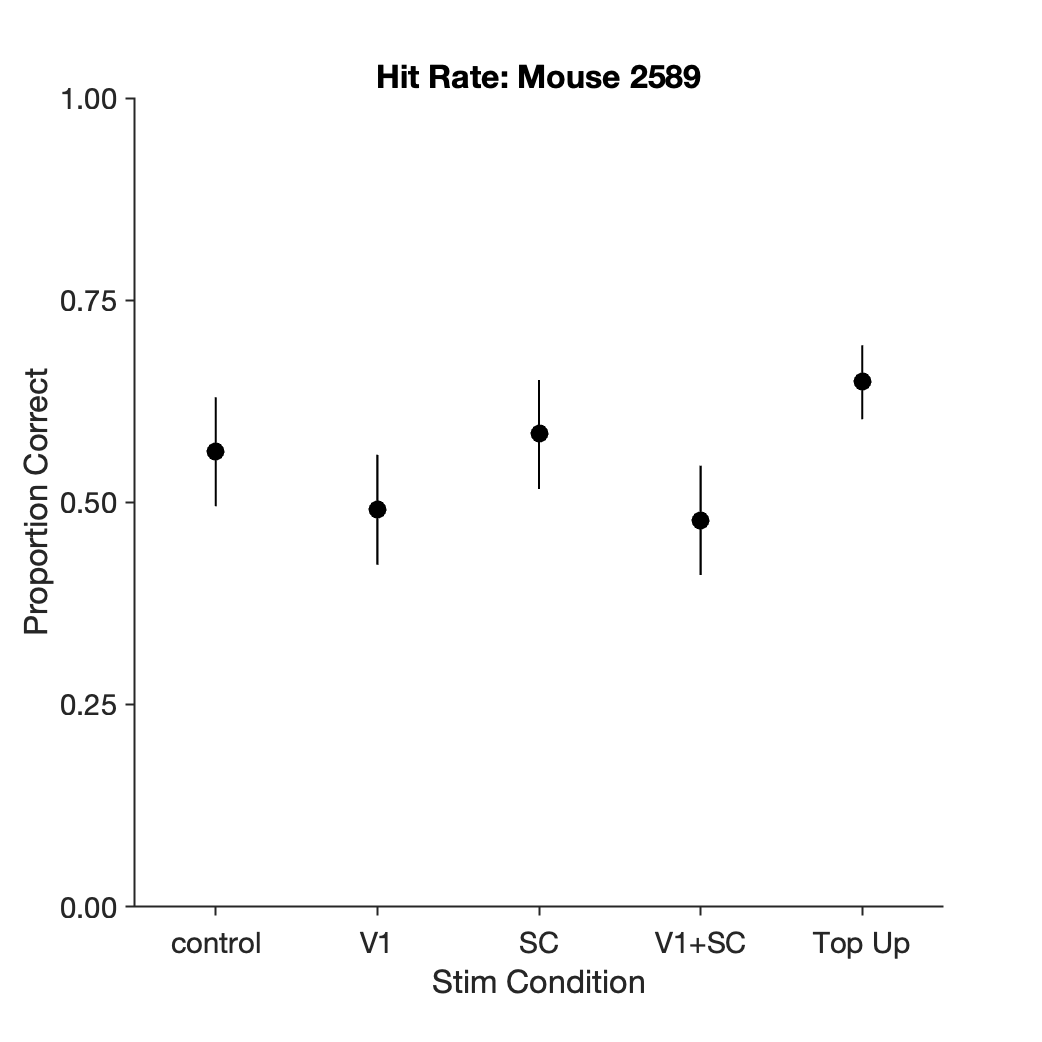 Hit Rate: Mouse 2589
1.00
0.75
0.50
0.25
0.00
Proportion Correct
control V1 SC V1+SC Top Up
Stim Condition